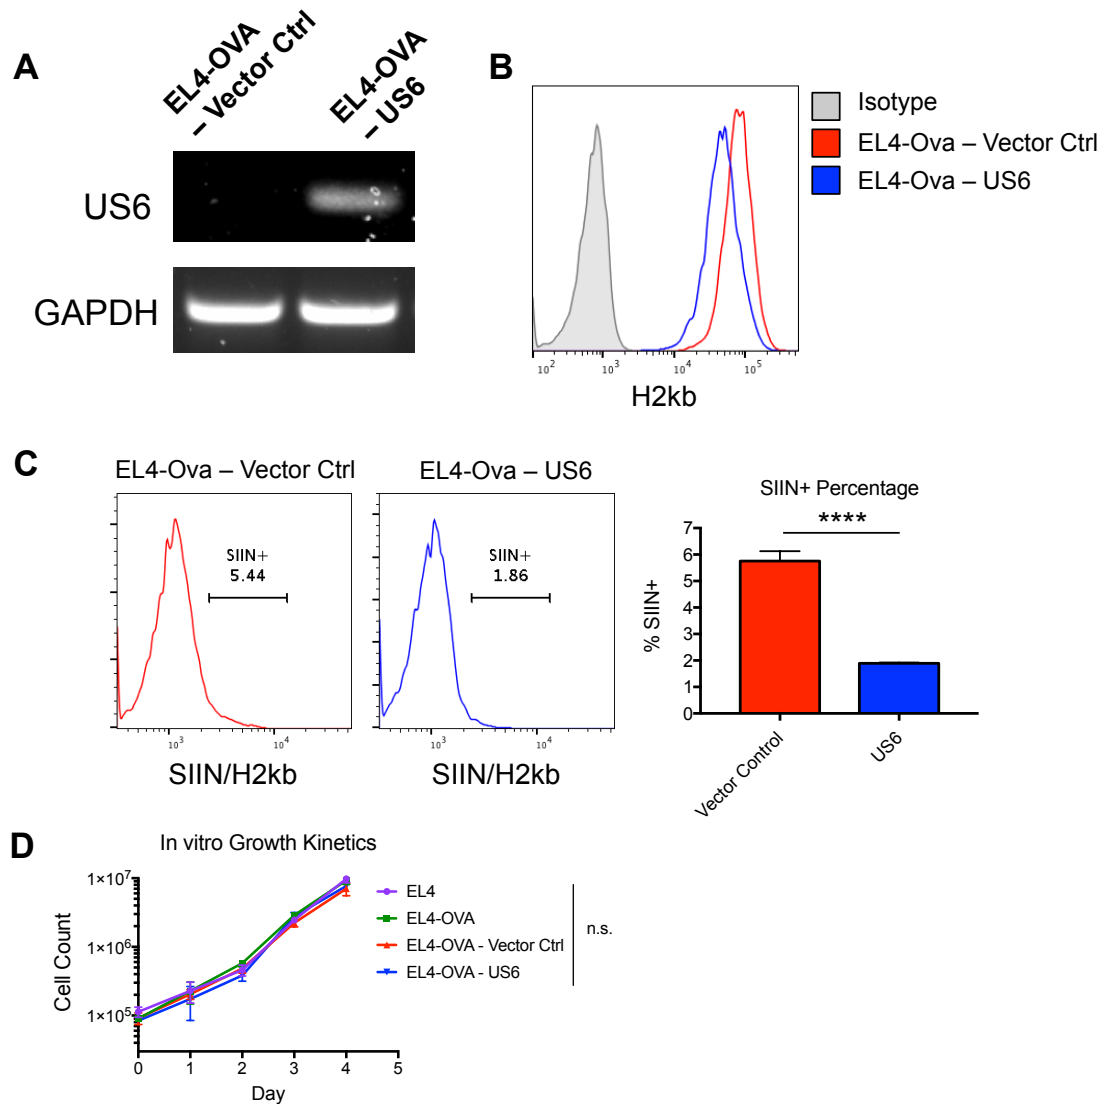 A
EL4-OVA
– Vector Ctrl
EL4-OVA
– US6
US6
GAPDH
B
Isotype
EL4-Ova – Vector Ctrl
EL4-Ova – US6
10² 10³ 10⁴ 10⁵
H2kb
C
EL4-Ova – Vector Ctrl
SIIN+
5.44
10³ 10⁴
SIIN/H2kb
EL4-Ova – US6
SIIN+
1.86
10³ 10⁴
SIIN/H2kb
SIIN+ Percentage
****
% SIIN+
7
6
5
4
3
2
1
0
Vector Control
US6
D
In vitro Growth Kinetics
Cell Count
1×10⁷
1×10⁶
1×10⁵
0 1 2 3 4 5
Day
EL4
EL4-OVA
EL4-OVA - Vector Ctrl
EL4-OVA - US6
n.s.